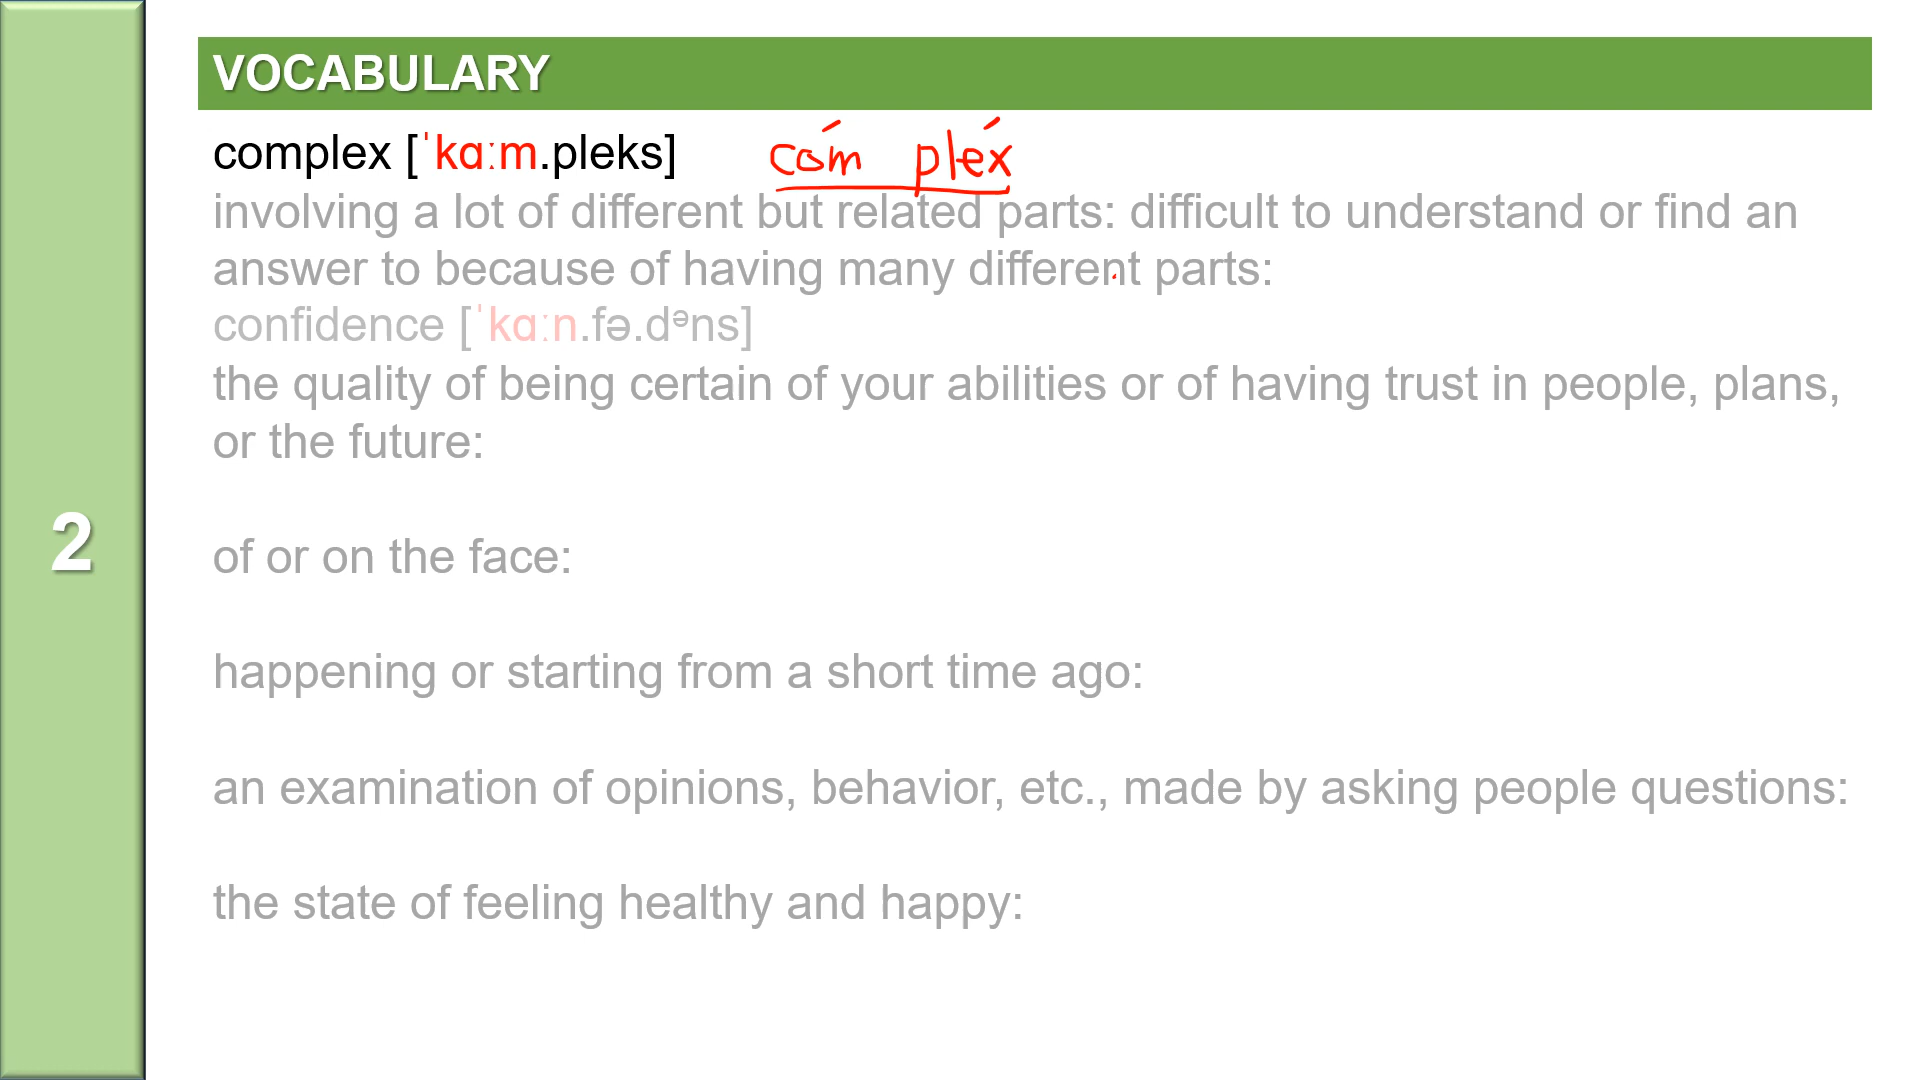 VOCABULARY
complex [ˈkɑːm.pleks] cóm pléx
involving a lot of different but related parts: difficult to understand or find an
answer to because of having many different parts:
confidence [ˈkɑːn.fə.dᵊns]
the quality of being certain of your abilities or of having trust in people, plans,
or the future:
2
of or on the face:
happening or starting from a short time ago:
an examination of opinions, behavior, etc., made by asking people questions:
the state of feeling healthy and happy: